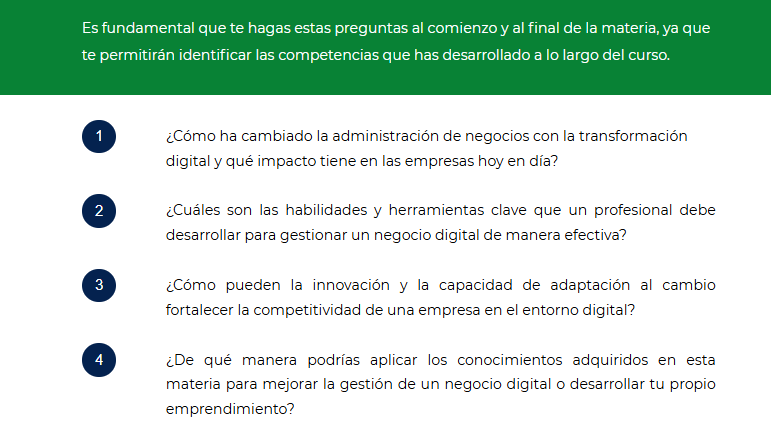 Es fundamental que te hagas estas preguntas al comienzo y al final de la materia, ya que
te permitirán identificar las competencias que has desarrollado a lo largo del curso.
1
¿Cómo ha cambiado la administración de negocios con la transformación
digital y qué impacto tiene en las empresas hoy en día?
2
¿Cuáles son las habilidades y herramientas clave que un profesional debe
desarrollar para gestionar un negocio digital de manera efectiva?
3
¿Cómo pueden la innovación y la capacidad de adaptación al cambio
fortalecer la competitividad de una empresa en el entorno digital?
4
¿De qué manera podrías aplicar los conocimientos adquiridos en esta
materia para mejorar la gestión de un negocio digital o desarrollar tu propio
emprendimiento?